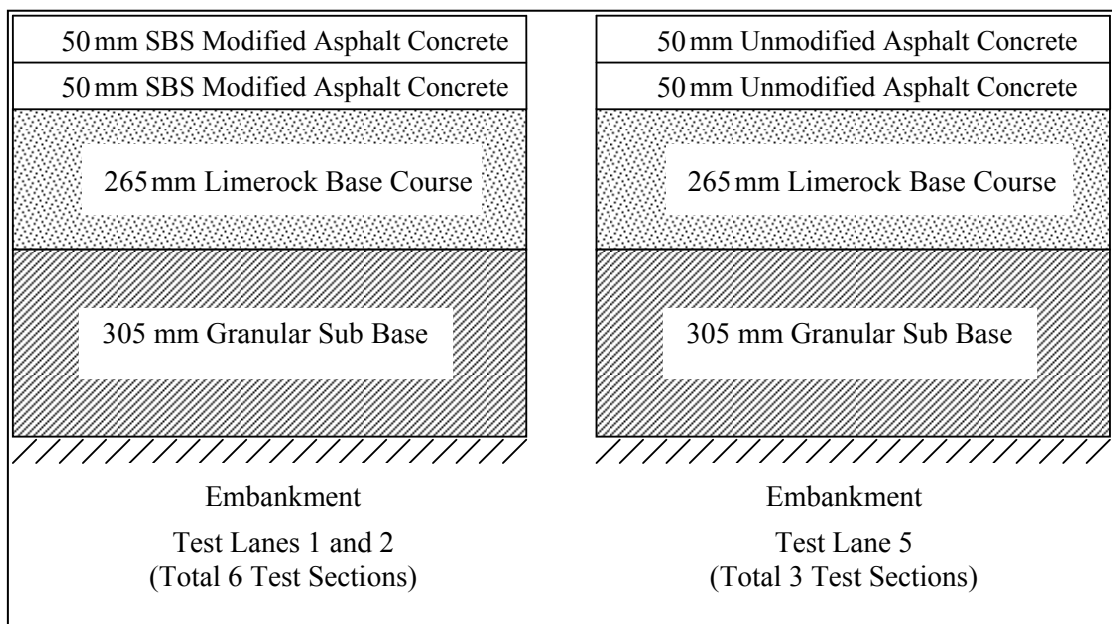 50 mm SBS Modified Asphalt Concrete
50 mm SBS Modified Asphalt Concrete
265 mm Limerock Base Course
305 mm Granular Sub Base
Embankment
Test Lanes 1 and 2
(Total 6 Test Sections)
50 mm Unmodified Asphalt Concrete
50 mm Unmodified Asphalt Concrete
265 mm Limerock Base Course
305 mm Granular Sub Base
Embankment
Test Lane 5
(Total 3 Test Sections)